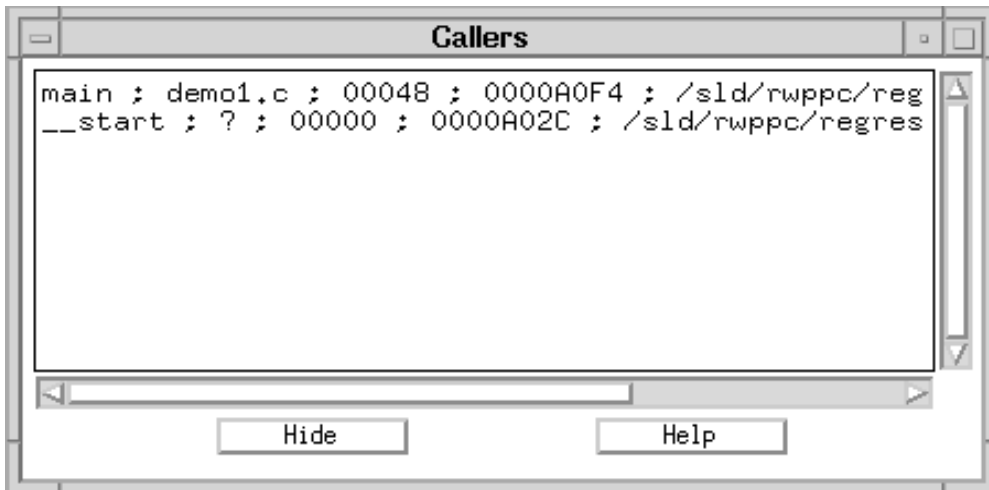 Callers
main ; demo1.c ; 00048 ; 0000A0F4 ; /sld/rwppc/reg
__start ; ? ; 00000 ; 0000A02C ; /sld/rwppc/regres
Hide Help